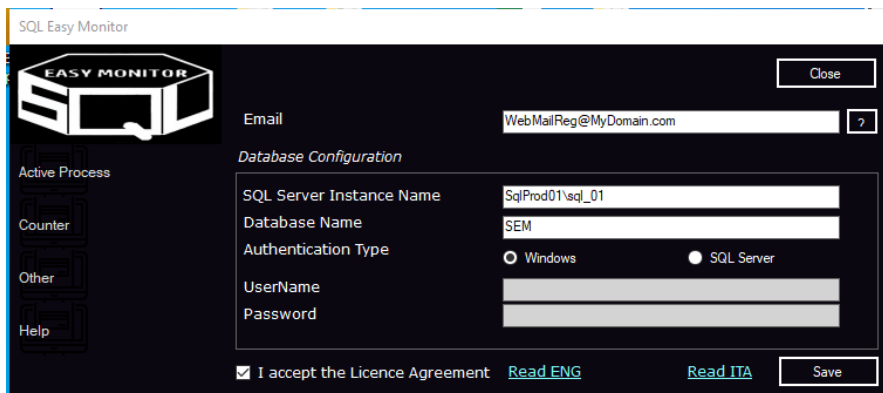 SQL Easy Monitor
EASY MONITOR
SQL
Close
Email
WebMailReg@MyDomain.com
?
Database Configuration
Active Process
SQL Server Instance Name
SqlProd01\sql_01
Counter
Database Name
SEM
Authentication Type
Windows
SQL Server
Other
UserName
Password
Help
I accept the Licence Agreement
Read ENG
Read ITA
Save